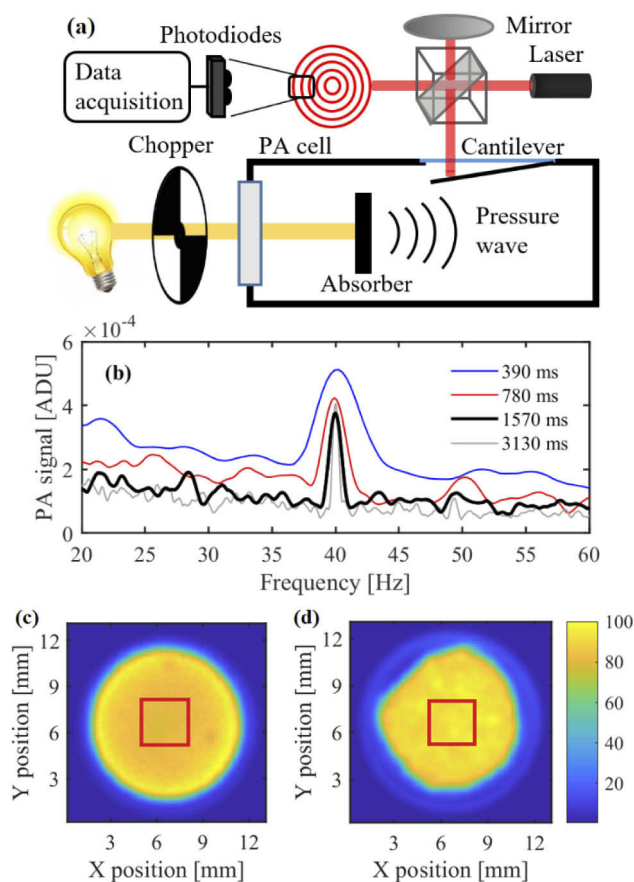 (a)
Photodiodes
Mirror
Laser
Data
acquisition
Chopper
PA cell
Cantilever
Pressure
wave
Absorber
×10-4
6
4
2
0
PA signal [ADU]
(b)
390 ms
780 ms
1570 ms
3130 ms
20 25 30 35 40 45 50 55 60
Frequency [Hz]
(c)
12
9
6
3
Y position [mm]
3 6 9 12
X position [mm]
(d)
12
9
6
3
Y position [mm]
3 6 9 12
X position [mm]
100
80
60
40
20